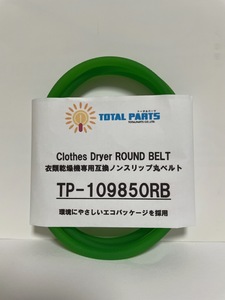 TOTAL PARTS
Clothes Dryer ROUND BELT
衣類乾燥機専用互換ノンスリップ丸ベルト
TP-109850RB
環境にやさしいエコパッケージを採用